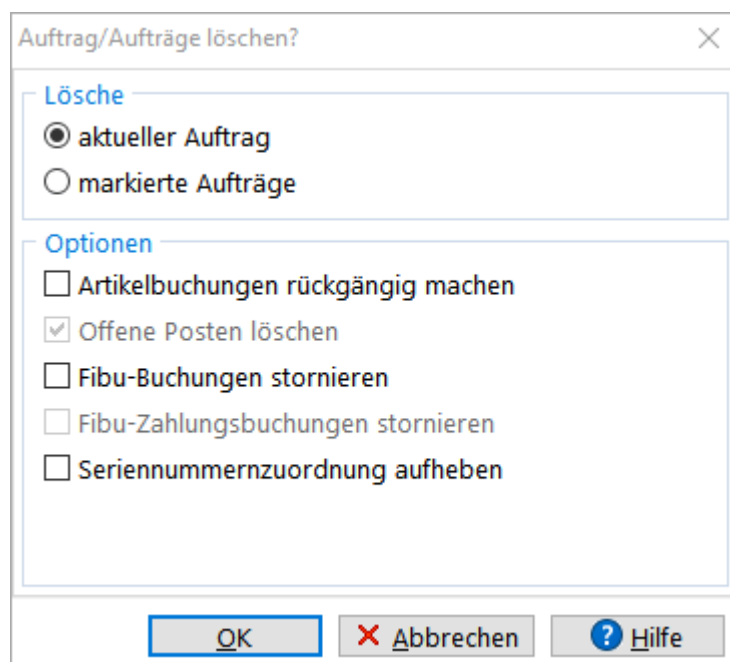 Auftrag/Aufträge löschen?
Lösche
aktueller Auftrag
markierte Aufträge
Optionen
Artikelbuchungen rückgängig machen
Offene Posten löschen
Fibu-Buchungen stornieren
Fibu-Zahlungsbuchungen stornieren
Seriennummernzuordnung aufheben
OK Abbrechen Hilfe